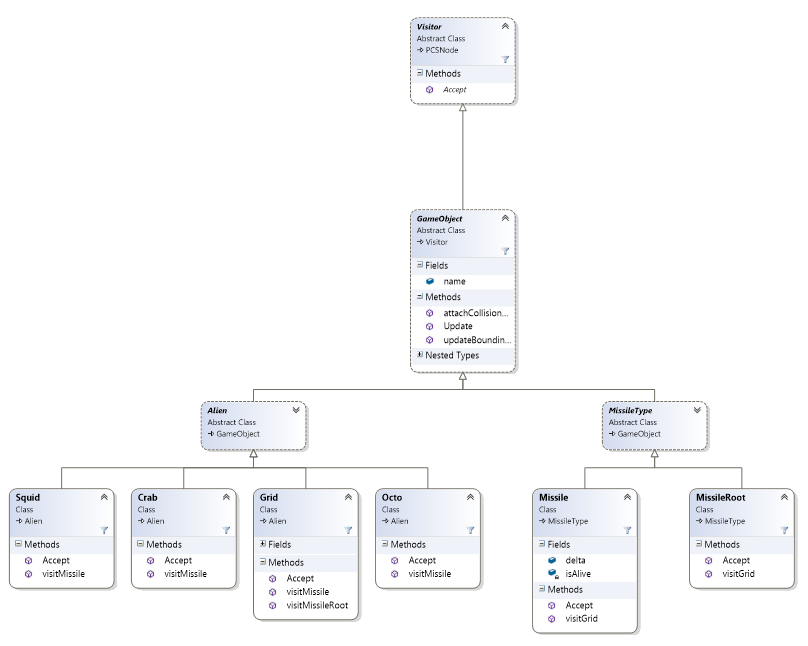 Visitor
Abstract Class
PCSNode
Methods
Accept
GameObject
Abstract Class
Visitor
Fields
name
Methods
attachCollision...
Update
updateBoundin...
Nested Types
Alien
Abstract Class
GameObject
MissileType
Abstract Class
GameObject
Squid
Class
Alien
Methods
Accept
visitMissile
Crab
Class
Alien
Methods
Accept
visitMissile
Grid
Class
Alien
Fields
Methods
Accept
visitMissile
visitMissileRoot
Octo
Class
Alien
Methods
Accept
visitMissile
Missile
Class
MissileType
Fields
delta
isAlive
Methods
Accept
visitGrid
MissileRoot
Class
MissileType
Methods
Accept
visitGrid